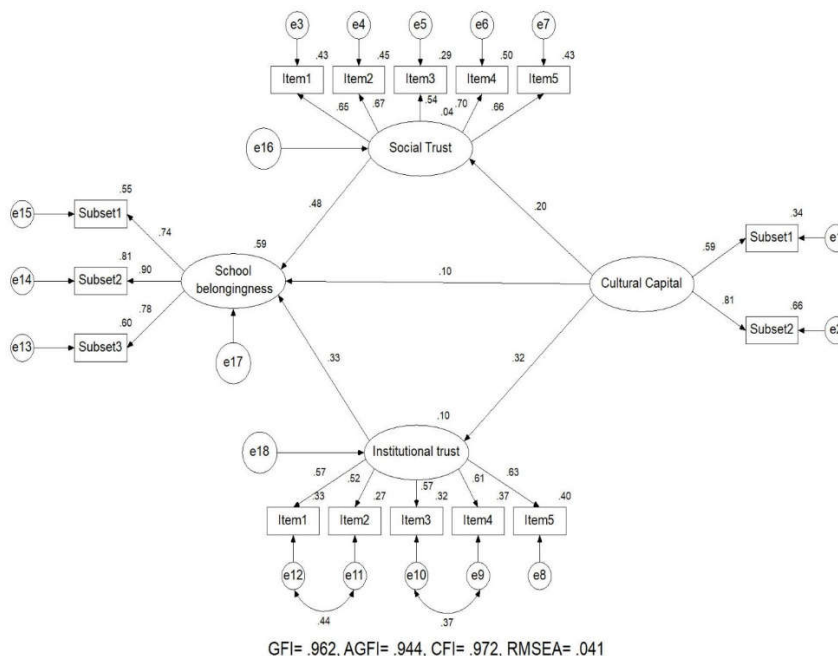 e3 e4 e5 e6 e7
.43 .45 .29 .50 .43
Item1 Item2 Item3 Item4 Item5
.65 .67 .54 .70 .66
.04
e16 Social Trust
.55
e15 Subset1
.48 .20
.74
.34
Subset1
.59
.81 .59
e14 Subset2 .90
School
belongingness
.10
Cultural Capital
.78 .81
.60
.66
e13 Subset3
Subset2
e17
.33 .32
.10
e18 Institutional trust
.57 .52 .57 .61 .63
.33 .27 .32 .37 .40
Item1 Item2 Item3 Item4 Item5
e12 e11 e10 e9 e8
.44 .37
GFI= .962, AGFI= .944, CFI= .972, RMSEA= .041